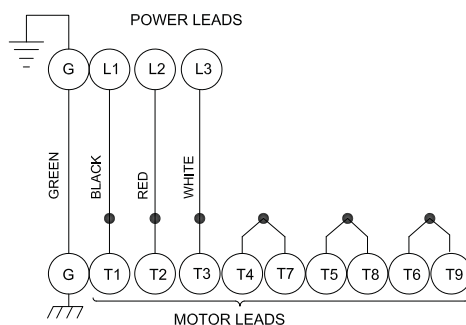 POWER LEADS
G L1 L2 L3
GREEN
BLACK
RED
WHITE
G T1 T2 T3 T4 T7 T5 T8 T6 T9
MOTOR LEADS